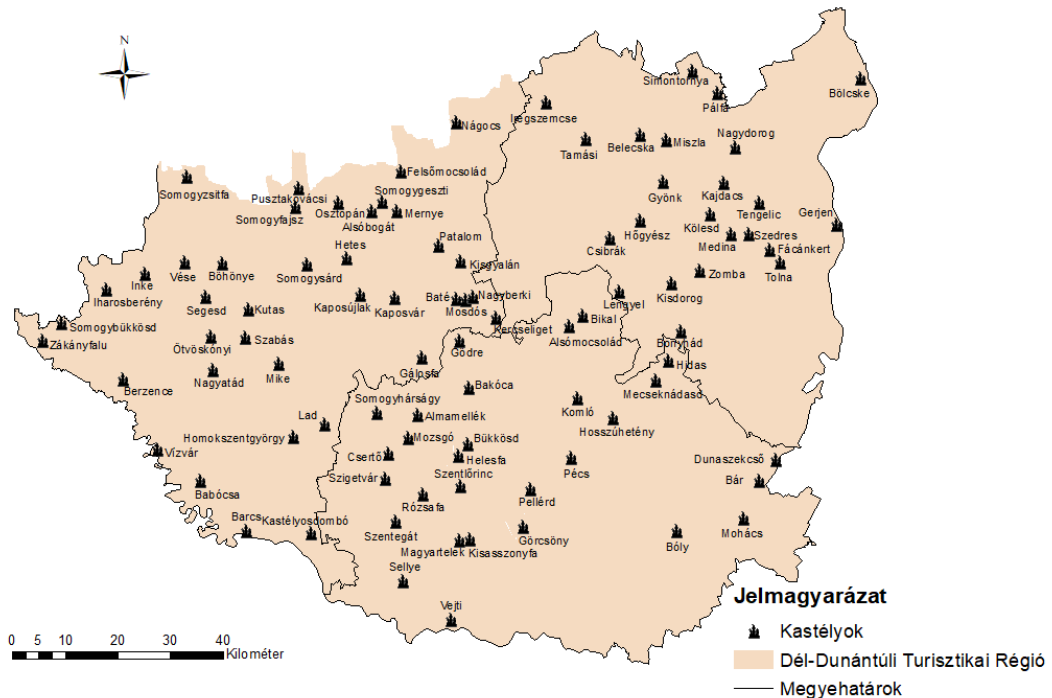 N
Simontornya
Bölcske
Pálfa
Iregszemcse
Nágocs
Nagydorog
Tamási
Belecska
Miszla
Felsőmocsolád
Somogyzsitfa
Somogygeszti
Pusztakovácsi
Gyönk
Kajdacs
Osztopán
Somogyfajsz
Alsóbogát
Mernye
Tengelic
Gerjen
Kölesd
Hőgyész
Hetes
Patalom
Csibrák
Medina
Szedres
Fácánkert
Vése
Böhönye
Somogysárd
Kisgyalán
Tolna
Inke
Zomba
Iharosberény
Segesd
Kutas
Kaposújlak
Kaposvár
Baté
Nagyberki
Mosdós
Lengyel
Kisdorog
Somogybükkösd
Kercseliget
Bikal
Alsómocsolád
Zákányfalu
Ötvöskónyi
Szabás
Gödre
Bonyhád
Nagyatád
Mike
Gálosfa
Hidas
Berzence
Bakóca
Mecseknádasd
Somogyhárságy
Almamellék
Komló
Lad
Hosszúhetény
Homokszentgyörgy
Mozsgó
Bükkösd
Vízvár
Csertő
Helesfa
Pécs
Dunaszekcső
Szigetvár
Szentlőrinc
Bár
Babócsa
Rózsafa
Pellérd
Barcs
Kastélyosdombó
Szentegát
Görcsöny
Mohács
Bóly
Magyartelek
Kisasszonyfa
Sellye
Vejti
Jelmagyarázat
Kastélyok
Dél-Dunántúli Turisztikai Régió
Megyehatárok
0 5 10 20 30 40
Kilométer